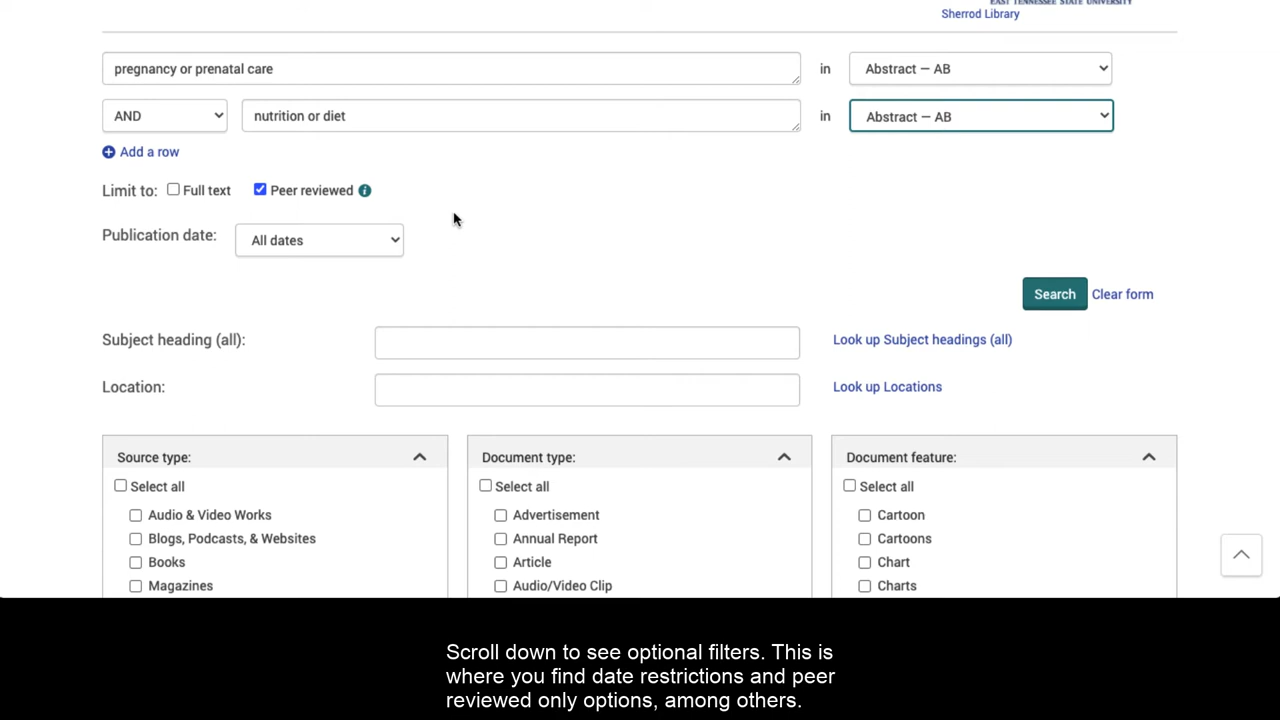 EAST TENNESSEE STATE UNIVERSITY
Sherrod Library
pregnancy or prenatal care in Abstract — AB
AND nutrition or diet in Abstract — AB
Add a row
Limit to: Full text Peer reviewed i
Publication date: All dates
Search Clear form
Subject heading (all): Look up Subject headings (all)
Location: Look up Locations
Source type: Document type: Document feature:
Select all Select all Select all
Audio & Video Works Advertisement Cartoon
Blogs, Podcasts, & Websites Annual Report Cartoons
Books Article Chart
Magazines Audio/Video Clip Charts
Scroll down to see optional filters. This is
where you find date restrictions and peer
reviewed only options, among others.